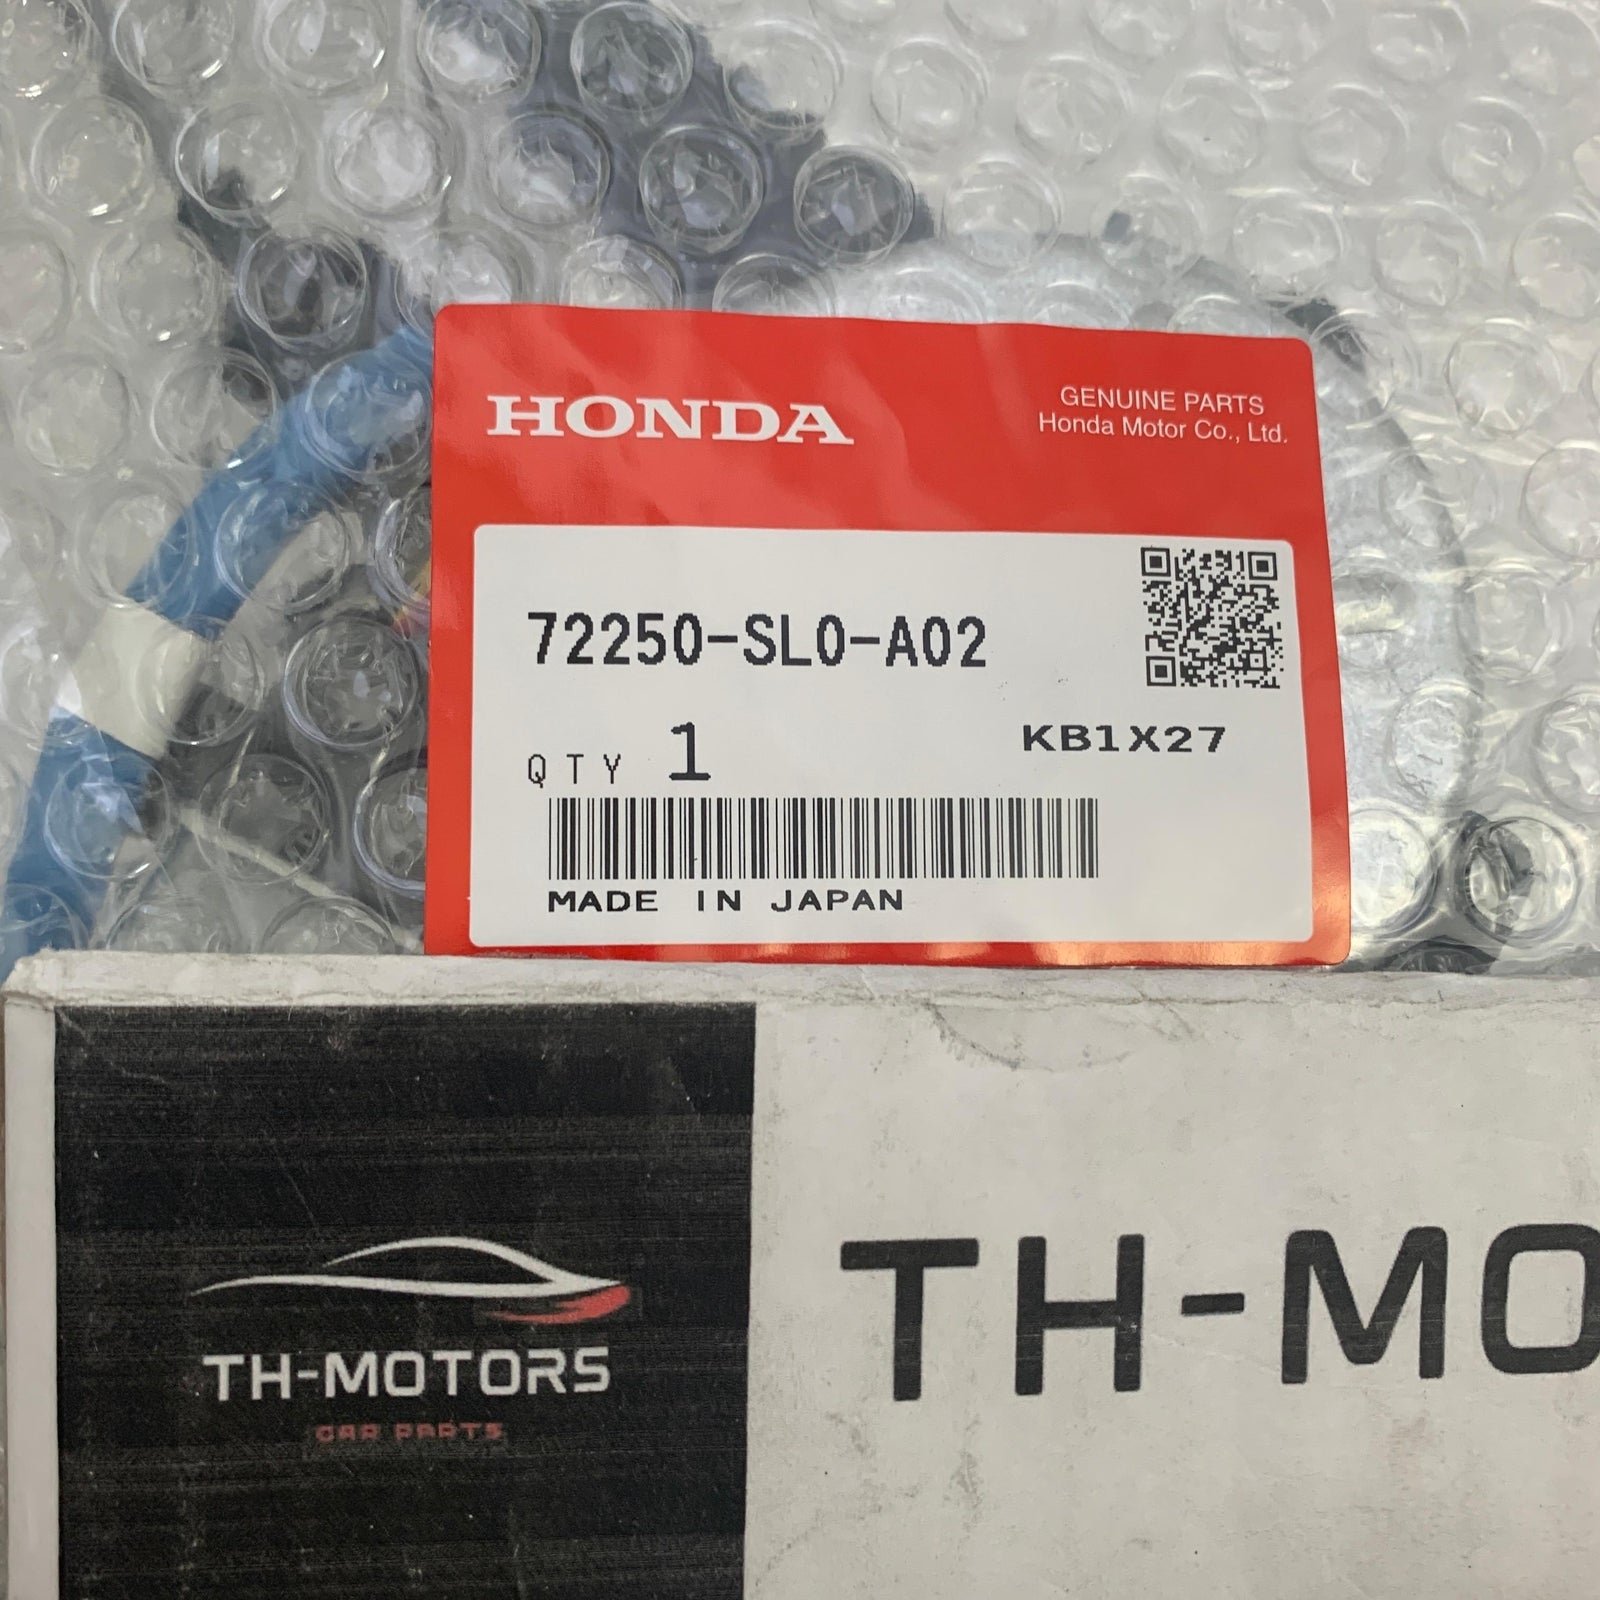 HONDA
GENUINE PARTS
Honda Motor Co., Ltd.
72250-SL0-A02
QTY 1
KB1X27
MADE IN JAPAN
TH-MOTORS
CAR PARTS
TH-MO